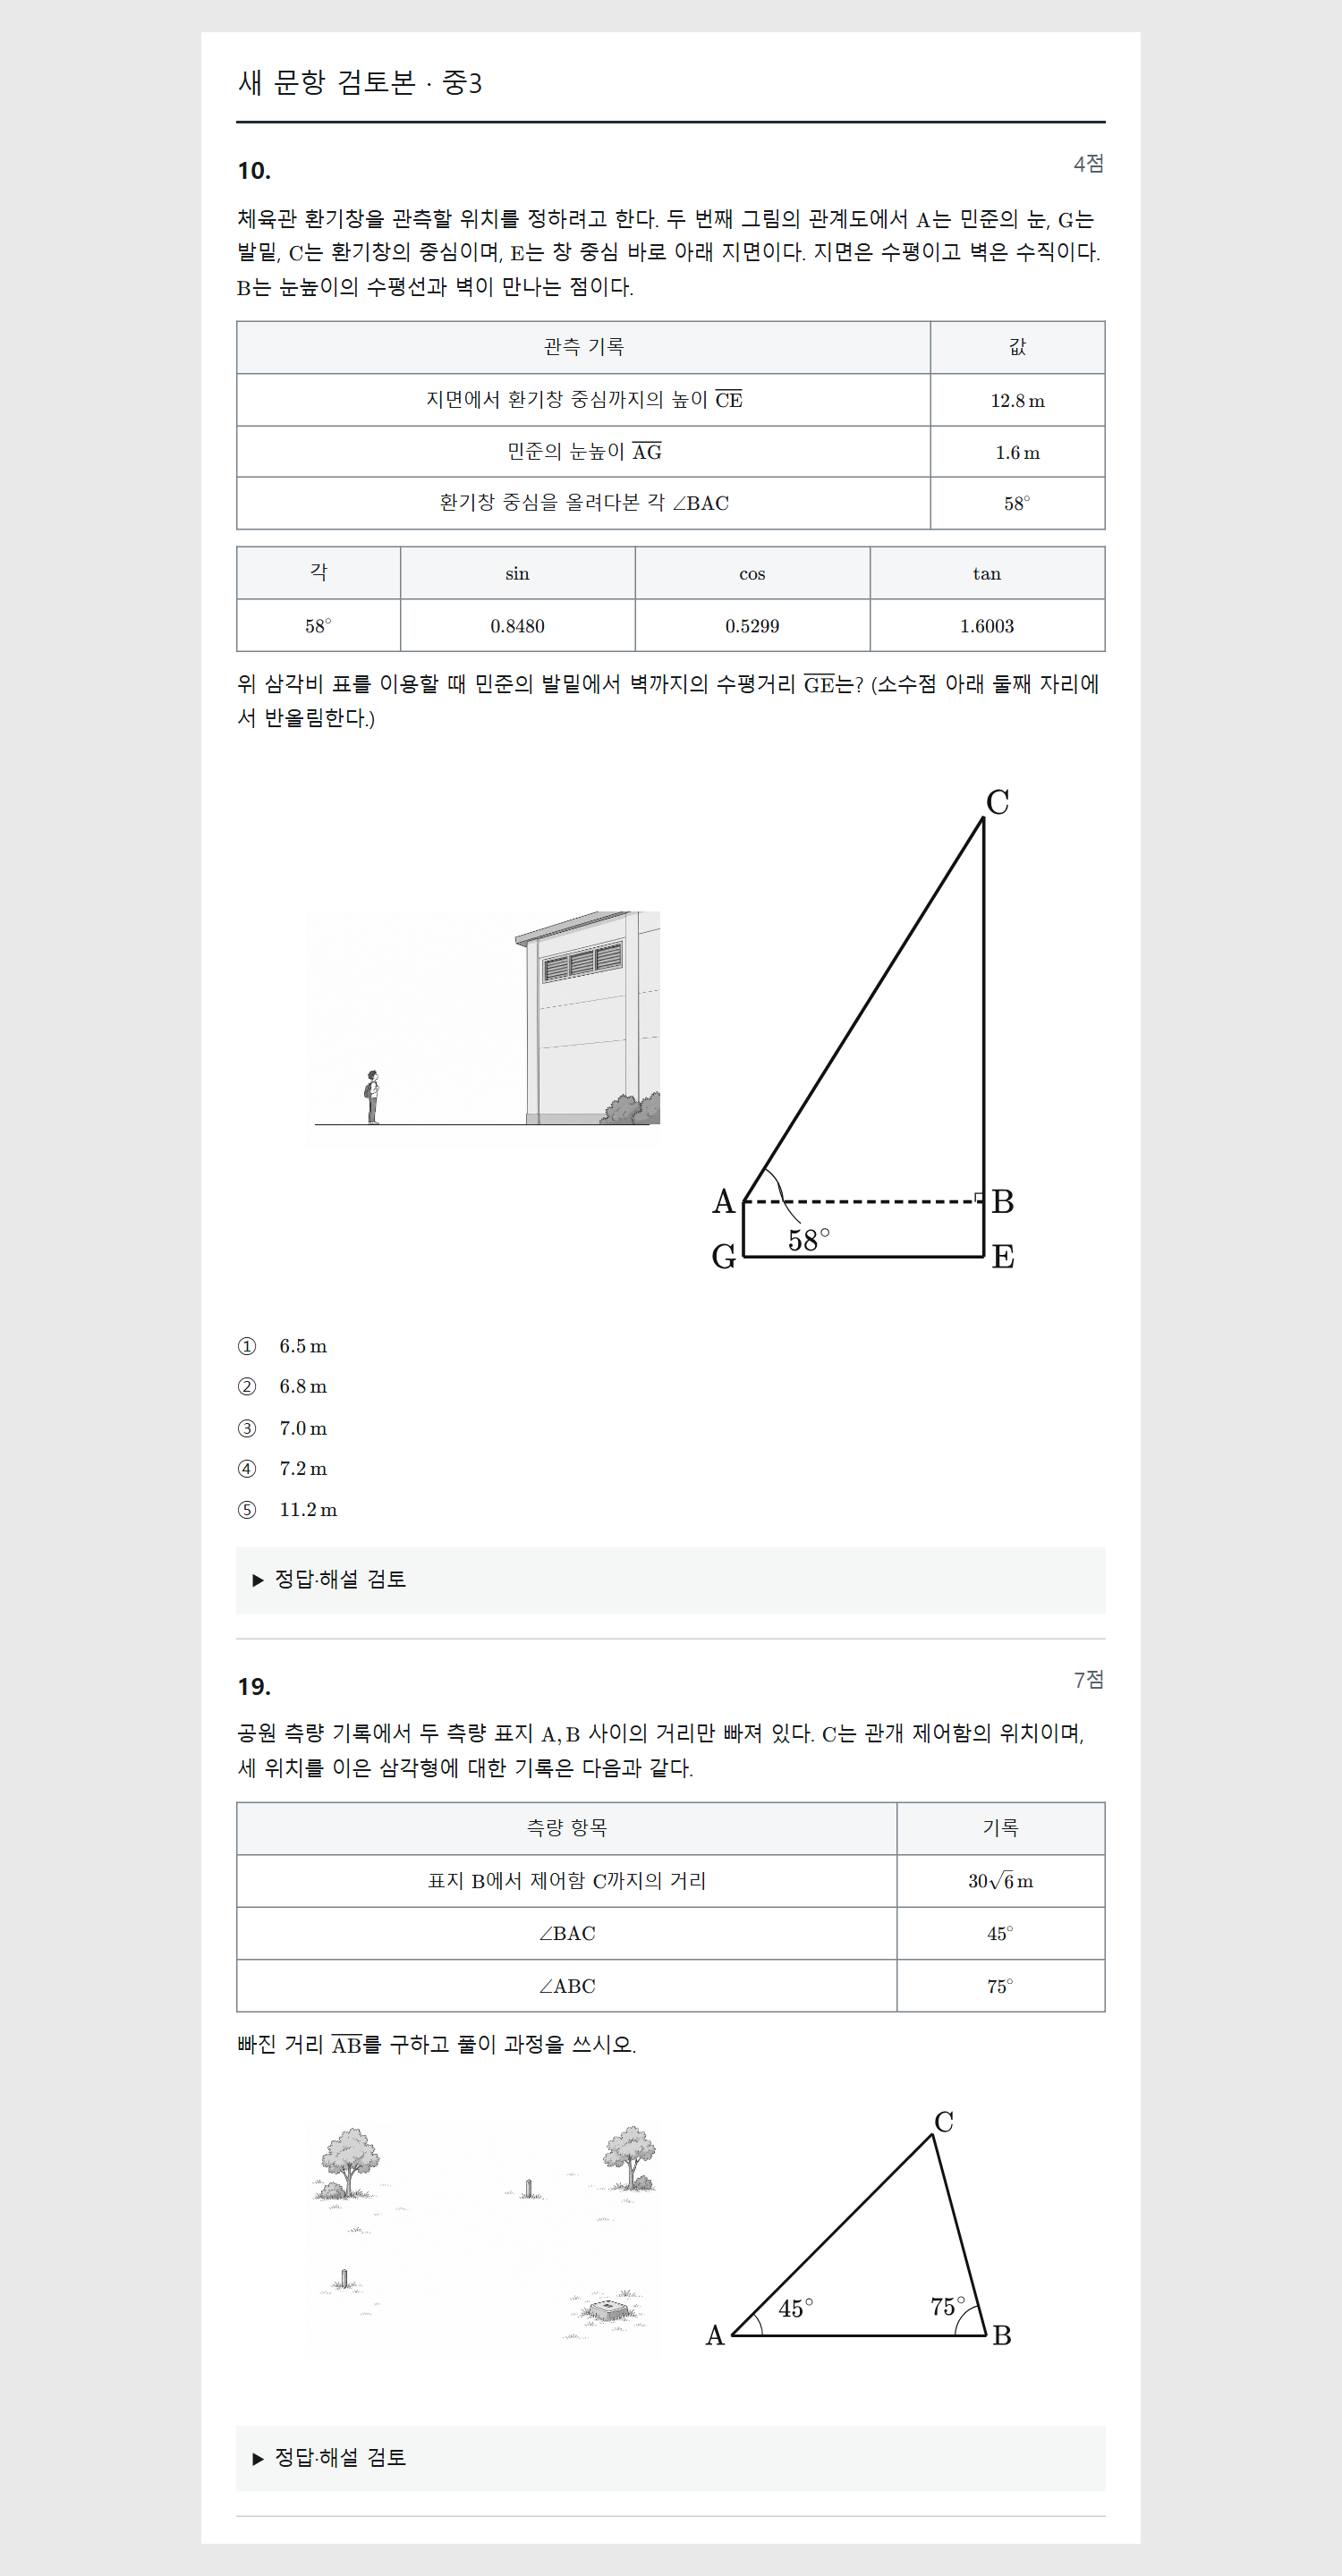 새 문항 검토본 · 중3
10.
4점
체육관 환기창을 관측할 위치를 정하려고 한다. 두 번째 그림의 관계도에서 A는 민준의 눈, G는
발밑, C는 환기창의 중심이며, E는 창 중심 바로 아래 지면이다. 지면은 수평이고 벽은 수직이다.
B는 눈높이의 수평선과 벽이 만나는 점이다.
관측 기록 값
지면에서 환기창 중심까지의 높이 C̅E̅ 12.8 m
민준의 눈높이 A̅G̅ 1.6 m
환기창 중심을 올려다본 각 ∠BAC 58°
각 sin cos tan
58° 0.8480 0.5299 1.6003
위 삼각비 표를 이용할 때 민준의 발밑에서 벽까지의 수평거리 G̅E̅는? (소수점 아래 둘째 자리에
서 반올림한다.)
C
A
B
58°
G
E
① 6.5 m
② 6.8 m
③ 7.0 m
④ 7.2 m
⑤ 11.2 m
▶ 정답·해설 검토
19.
7점
공원 측량 기록에서 두 측량 표지 A, B 사이의 거리만 빠져 있다. C는 관개 제어함의 위치이며,
세 위치를 이은 삼각형에 대한 기록은 다음과 같다.
측량 항목 기록
표지 B에서 제어함 C까지의 거리 30√6 m
∠BAC 45°
∠ABC 75°
빠진 거리 A̅B̅를 구하고 풀이 과정을 쓰시오.
C
45°
75°
A
B
▶ 정답·해설 검토